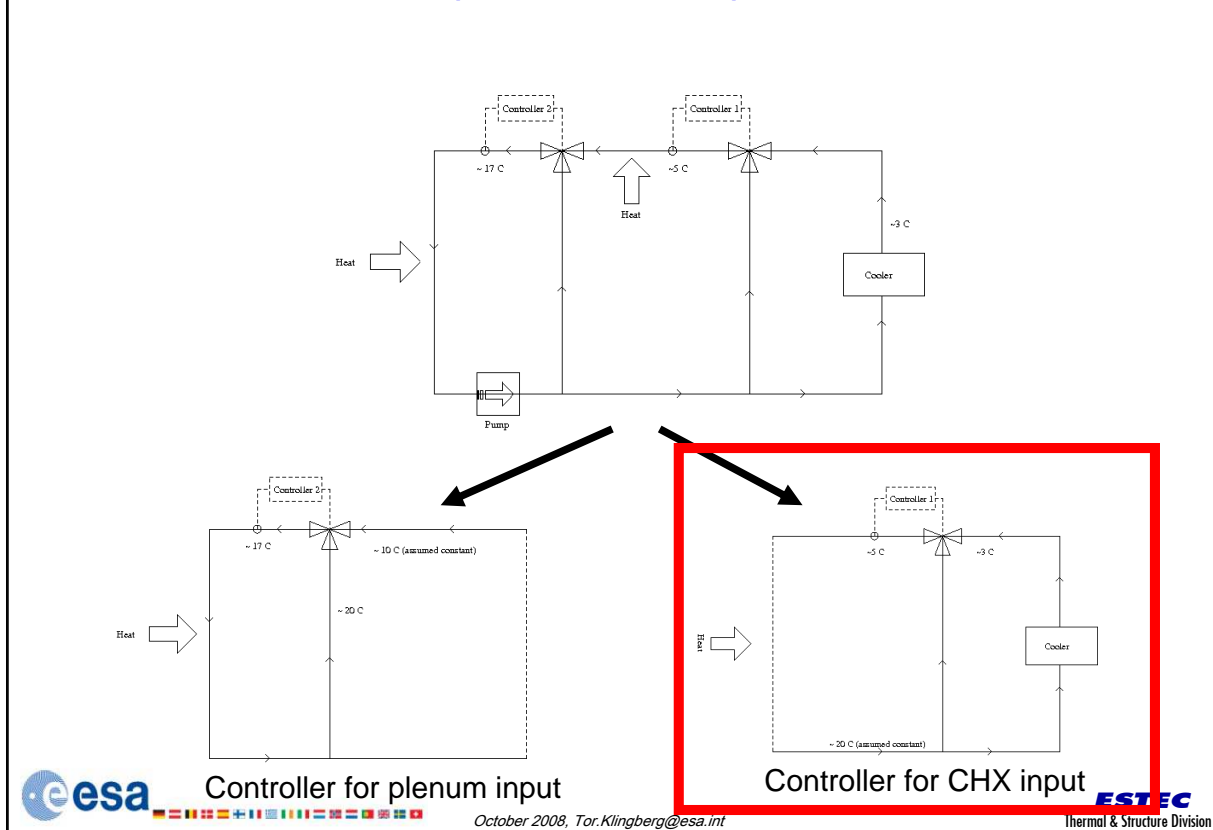 Controller 2
Controller 1
~ 17 C
~5 C
Heat
~3 C
Heat
Cooler
Pump
Controller 2
~ 17 C
~ 10 C (assumed constant)
~ 20 C
Heat
Controller 1
~5 C
~3 C
Heat
Cooler
~ 20 C (assumed constant)
Controller for plenum input
Controller for CHX input
esa
October 2008, Tor.Klingberg@esa.int
ESTEC
Thermal & Structure Division